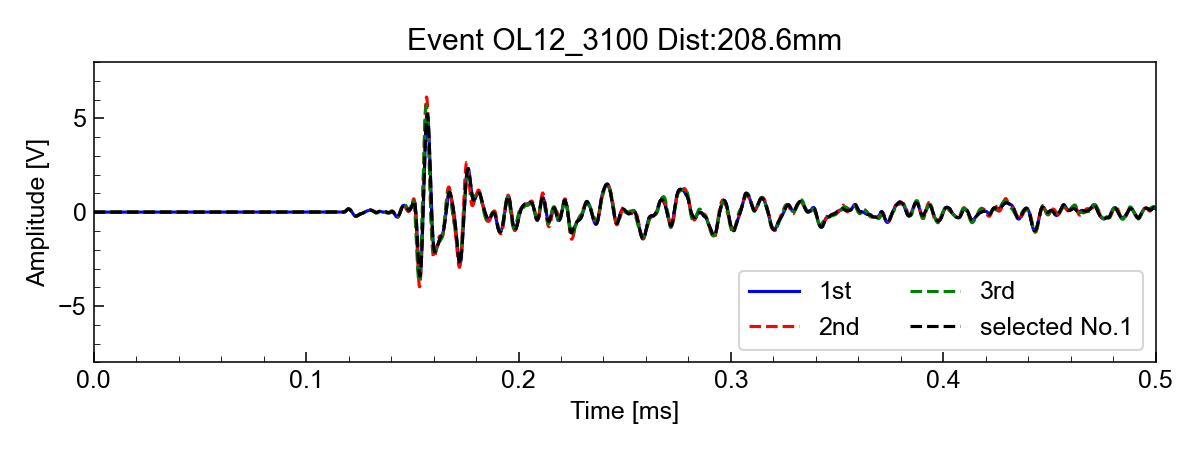 Event OL12_3100 Dist:208.6mm
Amplitude [V]
5
0
−5
1st
2nd
3rd
selected No.1
0.0 0.1 0.2 0.3 0.4 0.5
Time [ms]